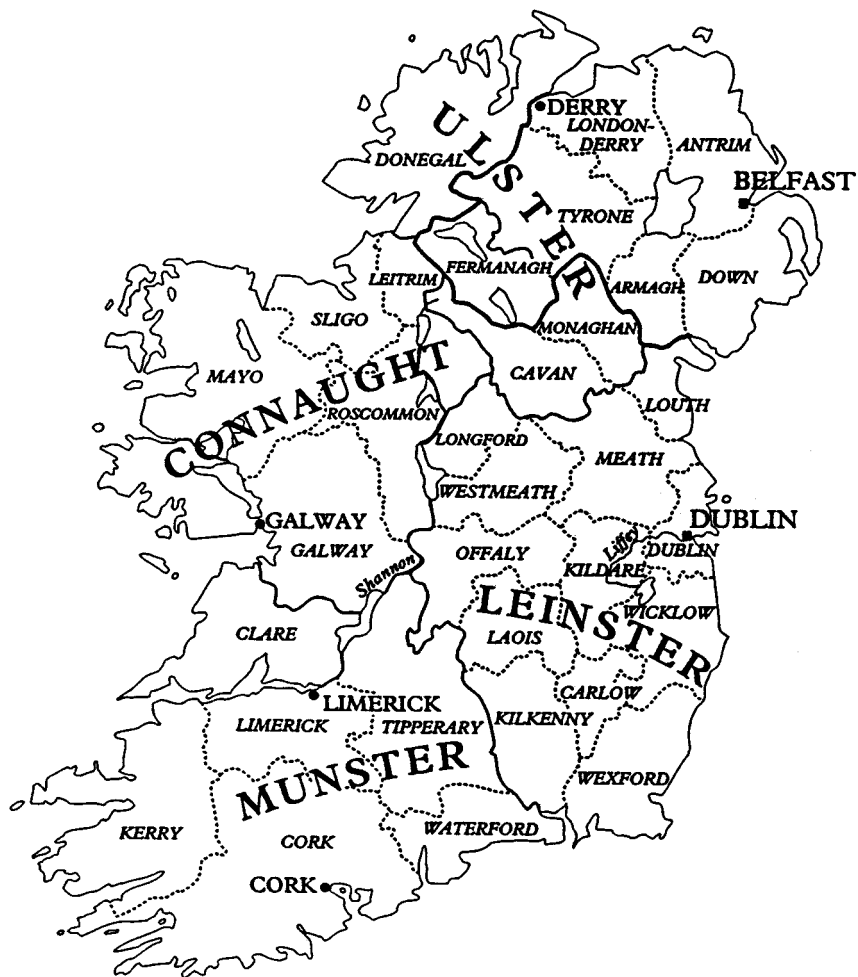 DERRY
LONDON-
DERRY
ANTRIM
DONEGAL
ULSTER
BELFAST
TYRONE
FERMANAGH
LEITRIM
ARMAGH
DOWN
SLIGO
MONAGHAN
MAYO
CAVAN
CONNAUGHT
ROSCOMMON
LOUTH
LONGFORD
MEATH
WESTMEATH
GALWAY
DUBLIN
GALWAY
OFFALY
Liffey
DUBLIN
Shannon
KILDARE
LEINSTER
WICKLOW
CLARE
LAOIS
LIMERICK
CARLOW
LIMERICK
TIPPERARY
KILKENNY
MUNSTER
WEXFORD
KERRY
CORK
WATERFORD
CORK